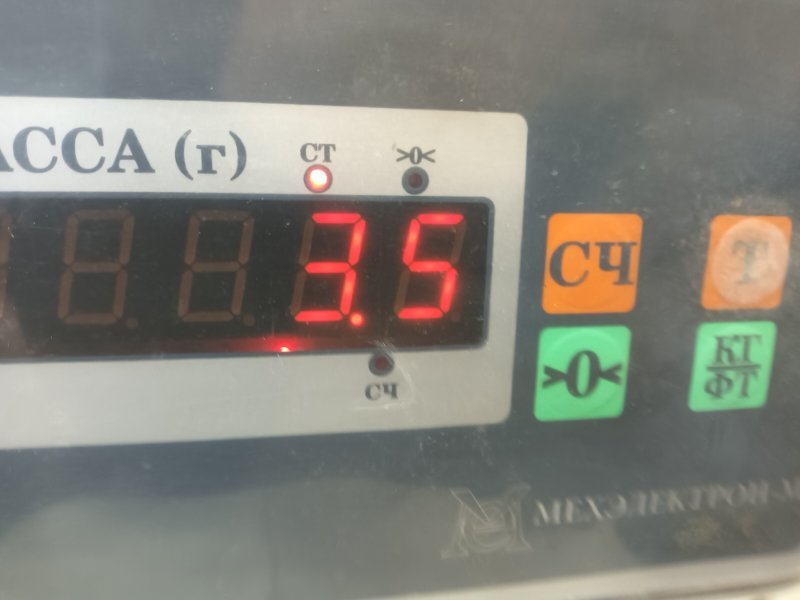 АССА (г)
СТ
>0<
3.5
СЧ
СЧ
Т
>0<
КГ
ФТ
МЕХЭЛЕКТРОН-М